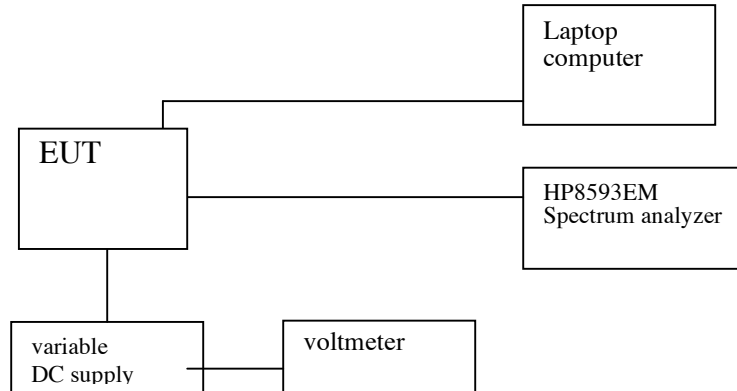 Laptop
computer
EUT
HP8593EM
Spectrum analyzer
variable
DC supply
voltmeter